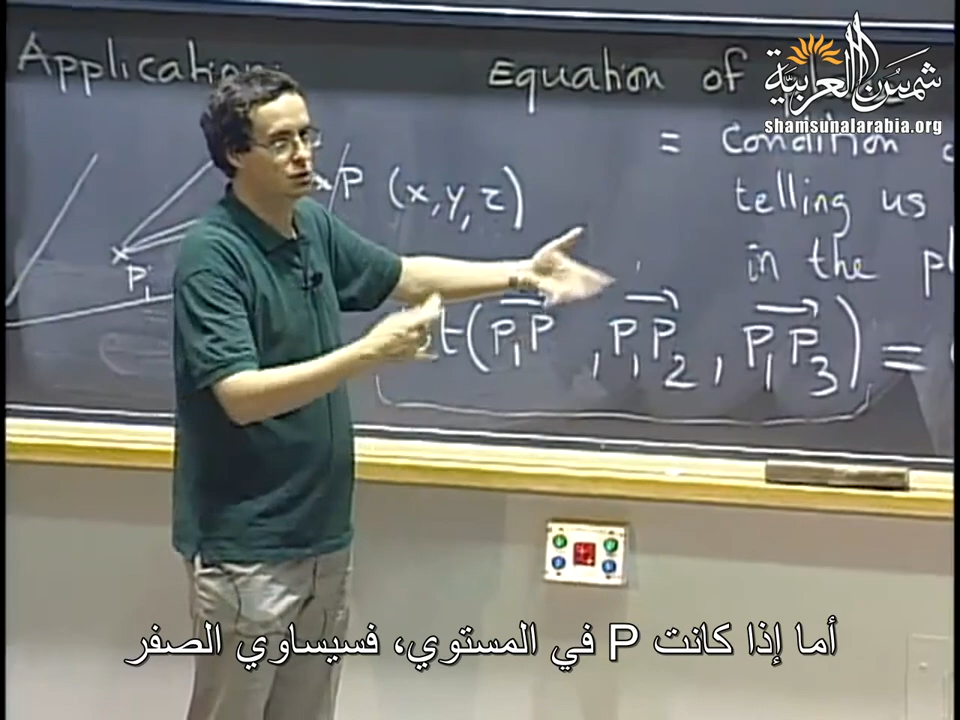 Application:
Equation of
شمس العربية
shamsunalarabia.org
= Condition
P (x, y, z)
telling us
P₁
in the
det(P₁P⃗, P₁P₂⃗, P₁P₃⃗) =
أما إذا كانت P في المستوي، فسيساوي الصفر